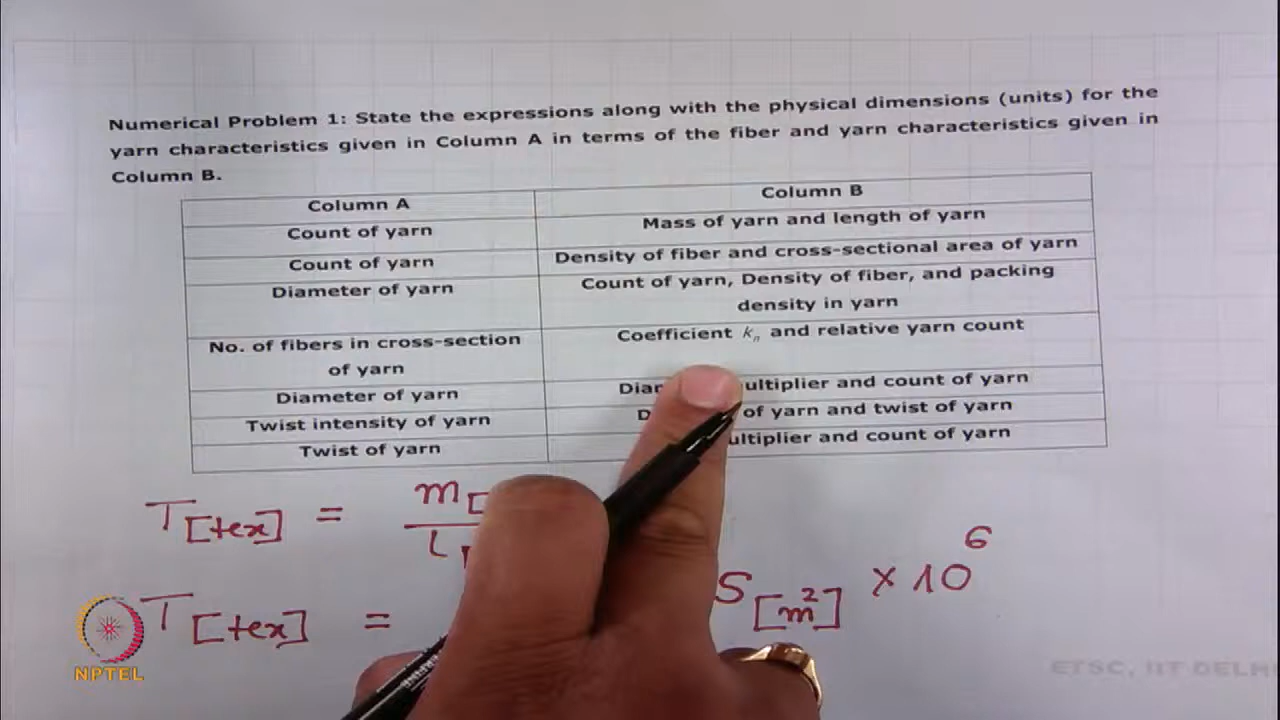 Numerical Problem 1: State the expressions along with the physical dimensions (units) for the
yarn characteristics given in Column A in terms of the fiber and yarn characteristics given in
Column B.
Column A Column B
Count of yarn Mass of yarn and length of yarn
Count of yarn Density of fiber and cross-sectional area of yarn
Diameter of yarn Count of yarn, Density of fiber, and packing
density in yarn
No. of fibers in cross-section Coefficient kₙ and relative yarn count
of yarn
Diameter of yarn and count of yarn
Twist intensity of yarn of yarn and twist of yarn
Twist of yarn and count of yarn
T[tex] = m[
l
T[tex] = S[m²] × 10⁶
NPTEL